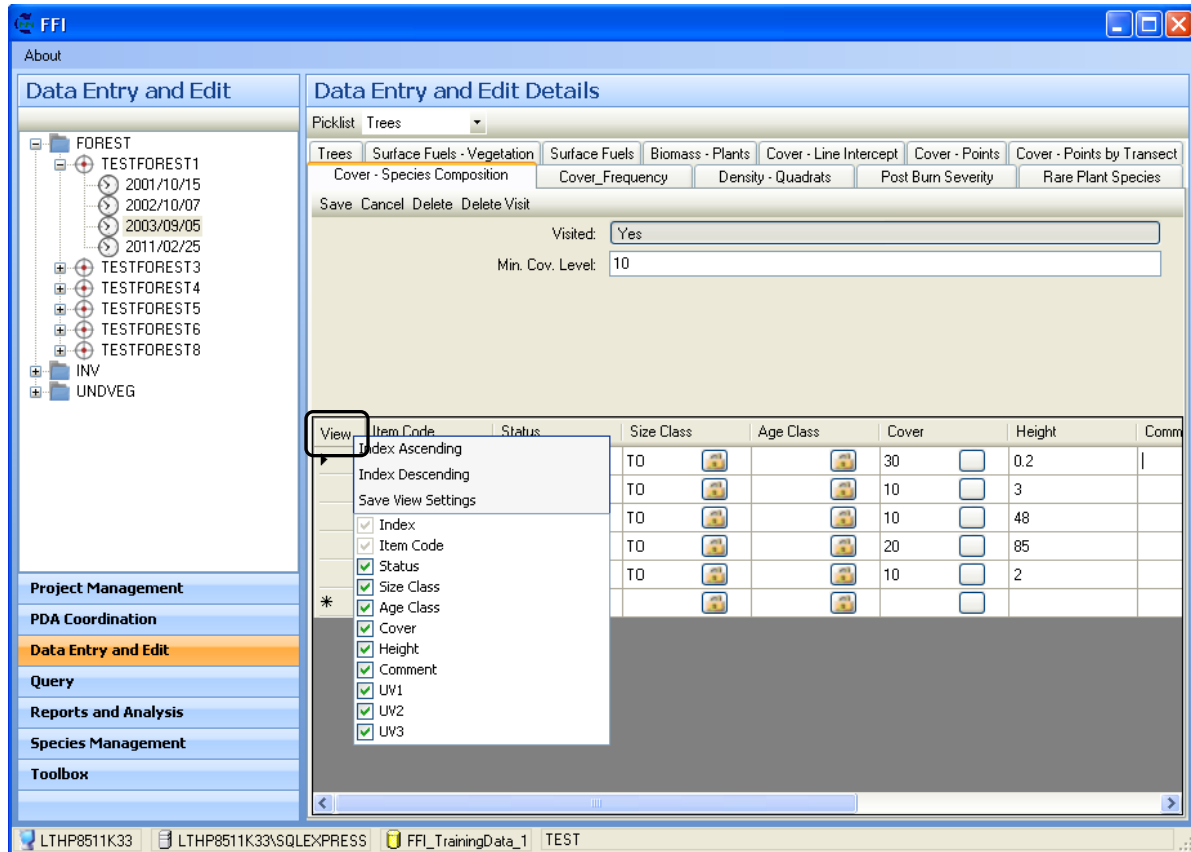 FFI
About
Data Entry and Edit
FOREST
TESTFOREST1
2001/10/15
2002/10/07
2003/09/05
2011/02/25
TESTFOREST3
TESTFOREST4
TESTFOREST5
TESTFOREST6
TESTFOREST8
INV
UNDVEG
Project Management
PDA Coordination
Data Entry and Edit
Query
Reports and Analysis
Species Management
Toolbox
Data Entry and Edit Details
Picklist Trees
Trees Surface Fuels - Vegetation Surface Fuels Biomass - Plants Cover - Line Intercept Cover - Points Cover - Points by Transect
Cover - Species Composition Cover_Frequency Density - Quadrats Post Burn Severity Rare Plant Species
Save Cancel Delete Delete Visit
Visited: Yes
Min. Cov. Level: 10
View Item Code Status Size Class Age Class Cover Height Comm
TO 30 0.2
TO 10 3
TO 10 48
TO 20 85
TO 10 2
*
Index Ascending
Index Descending
Save View Settings
Index
Item Code
Status
Size Class
Age Class
Cover
Height
Comment
UV1
UV2
UV3
LTHP8511K33 LTHP8511K33\SQLEXPRESS FFI_TrainingData_1 TEST